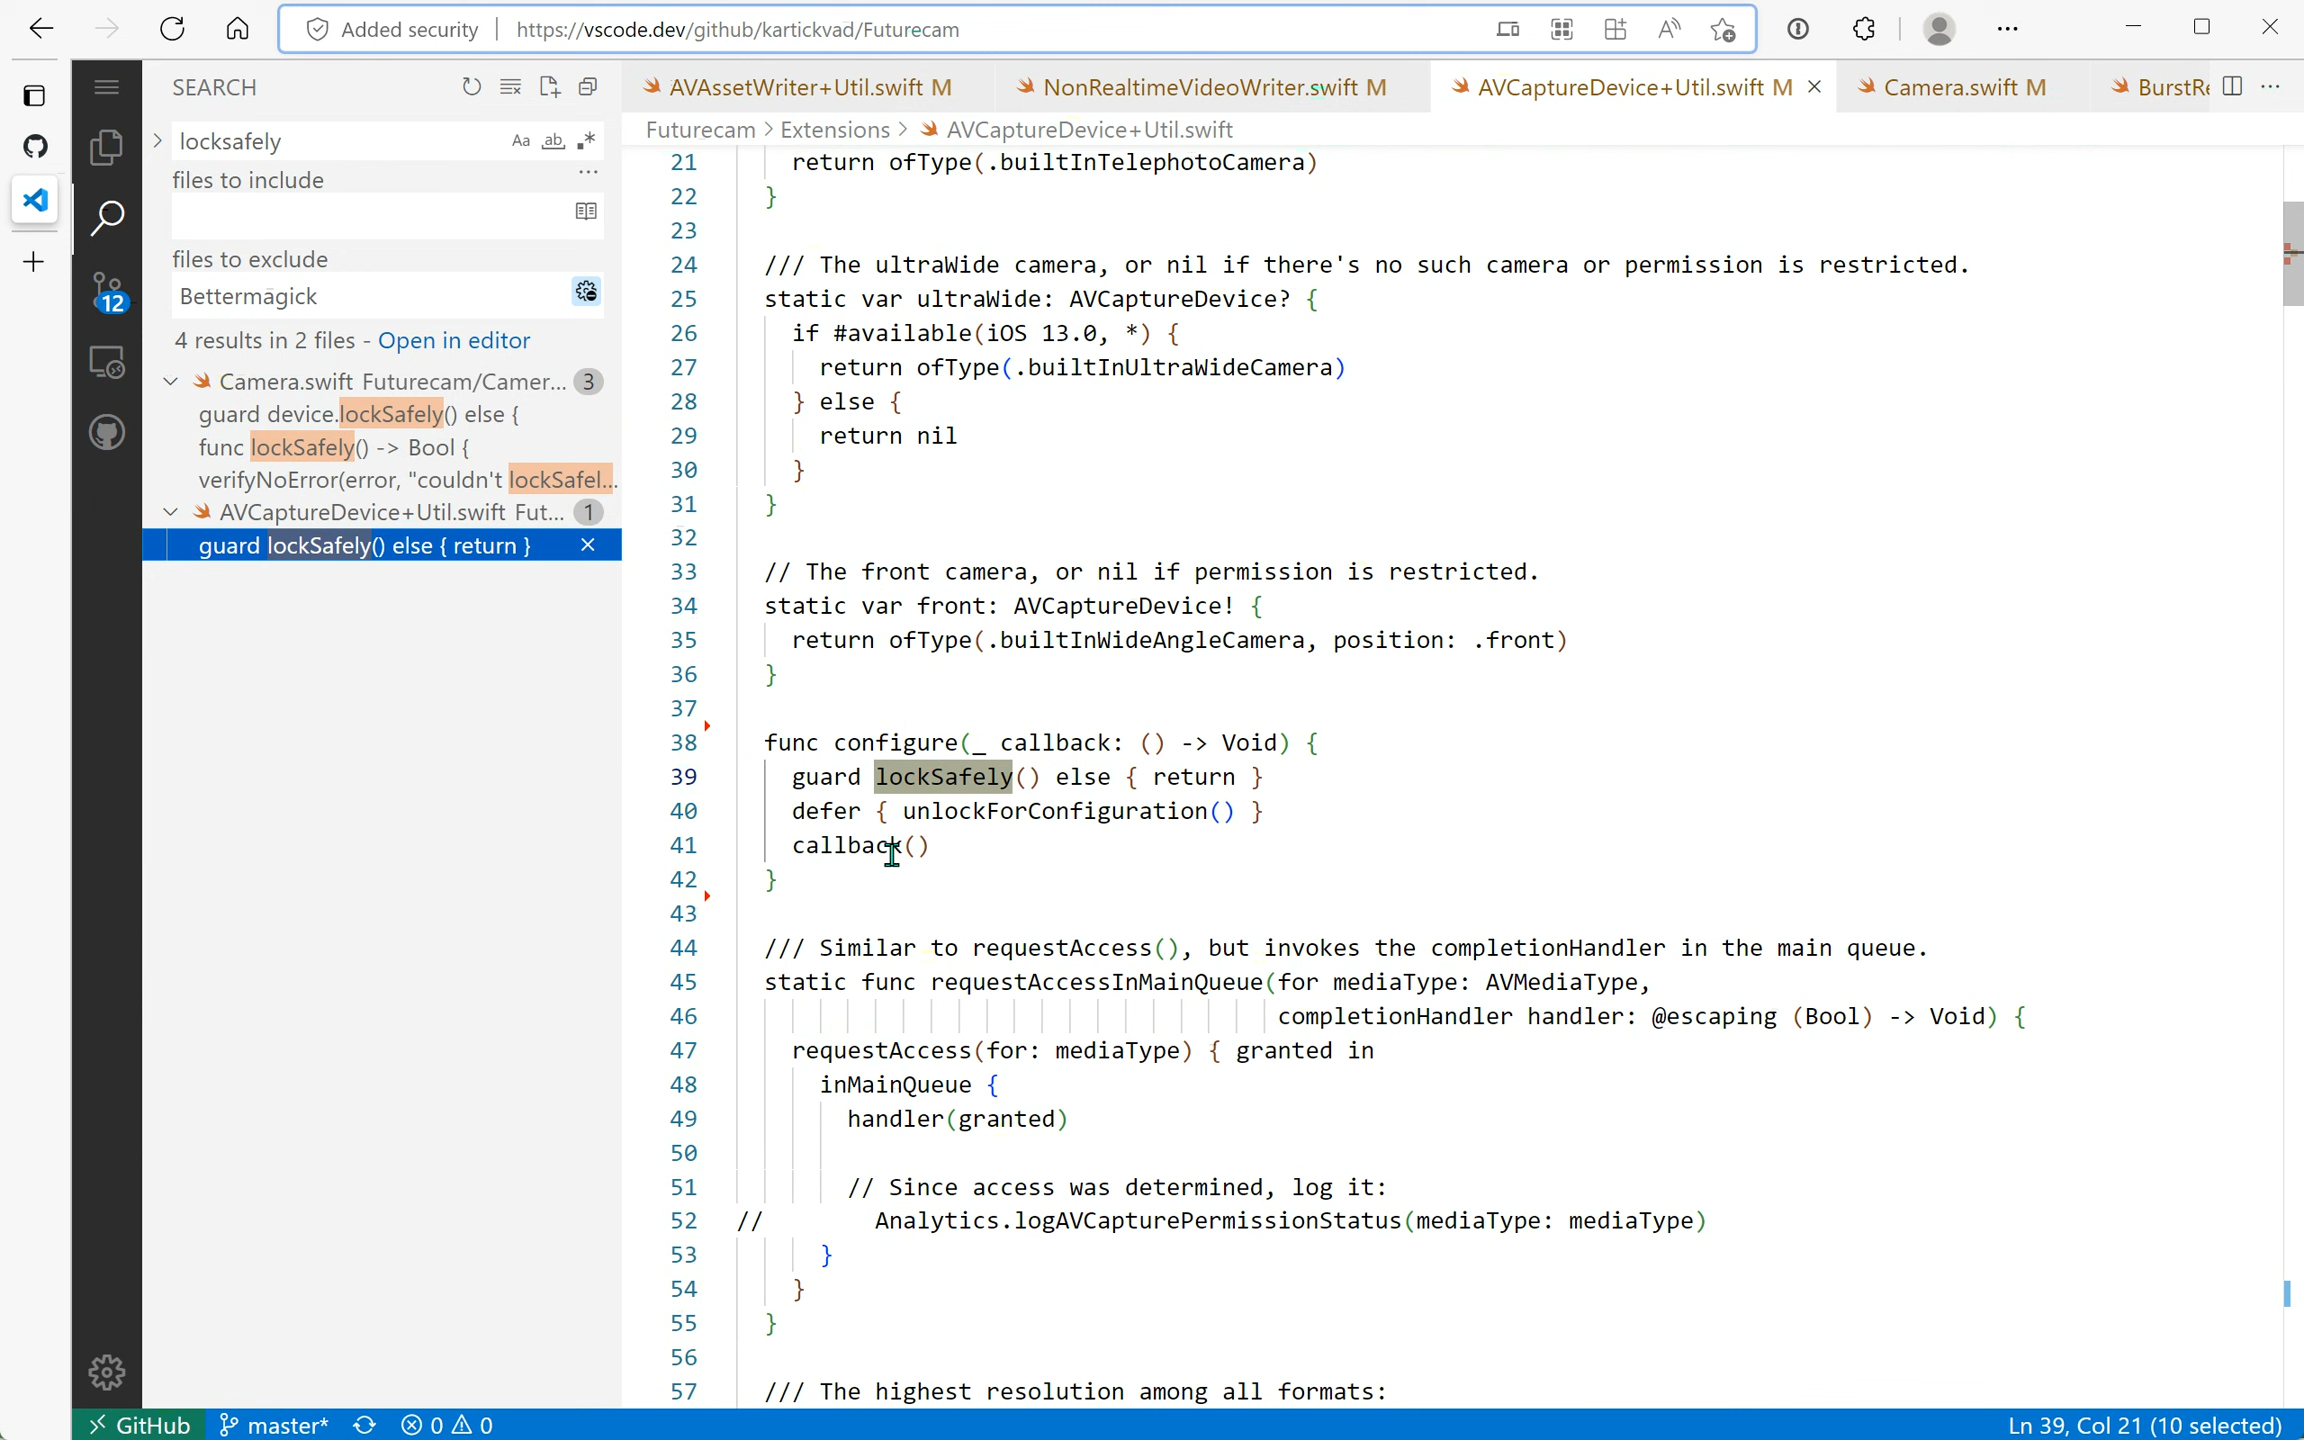 Added security
https://vscode.dev/github/kartickvad/Futurecam
SEARCH
locksafely
Aa ab
files to include
files to exclude
Bettermagick
4 results in 2 files - Open in editor
Camera.swift Futurecam/Camer... 3
guard device.lockSafely() else {
func lockSafely() -> Bool {
verifyNoError(error, "couldn't lockSafel...
AVCaptureDevice+Util.swift Fut... 1
guard lockSafely() else { return }
12
AVAssetWriter+Util.swift M
NonRealtimeVideoWriter.swift M
AVCaptureDevice+Util.swift M
Camera.swift M
BurstRe
Futurecam > Extensions > AVCaptureDevice+Util.swift
21 return ofType(.builtInTelephotoCamera)
22 }
23
24 /// The ultraWide camera, or nil if there's no such camera or permission is restricted.
25 static var ultraWide: AVCaptureDevice? {
26 if #available(iOS 13.0, *) {
27 return ofType(.builtInUltraWideCamera)
28 } else {
29 return nil
30 }
31 }
32
33 // The front camera, or nil if permission is restricted.
34 static var front: AVCaptureDevice! {
35 return ofType(.builtInWideAngleCamera, position: .front)
36 }
37
38 func configure(_ callback: () -> Void) {
39 guard lockSafely() else { return }
40 defer { unlockForConfiguration() }
41 callback()
42 }
43
44 /// Similar to requestAccess(), but invokes the completionHandler in the main queue.
45 static func requestAccessInMainQueue(for mediaType: AVMediaType,
46 completionHandler handler: @escaping (Bool) -> Void) {
47 requestAccess(for: mediaType) { granted in
48 inMainQueue {
49 handler(granted)
50
51 // Since access was determined, log it:
52 // Analytics.logAVCapturePermissionStatus(mediaType: mediaType)
53 }
54 }
55 }
56
57 /// The highest resolution among all formats:
GitHub master* 0 0
Ln 39, Col 21 (10 selected)